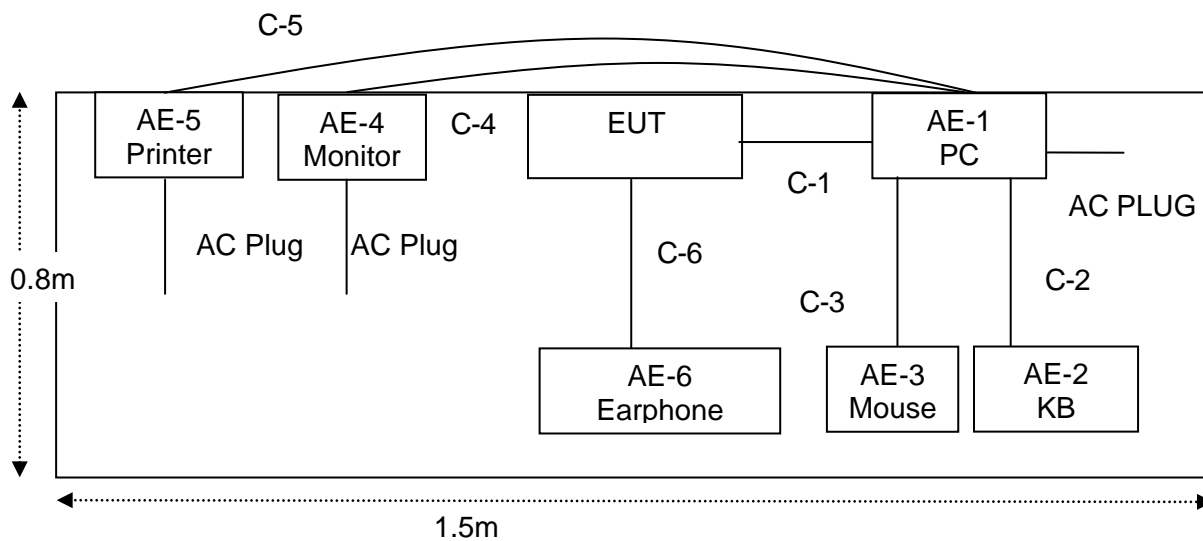 C-5
AE-5
Printer
AE-4
Monitor
C-4
EUT
AE-1
PC
C-1
AC PLUG
AC Plug
AC Plug
C-6
0.8m
C-3
C-2
AE-6
Earphone
AE-3
Mouse
AE-2
KB
1.5m